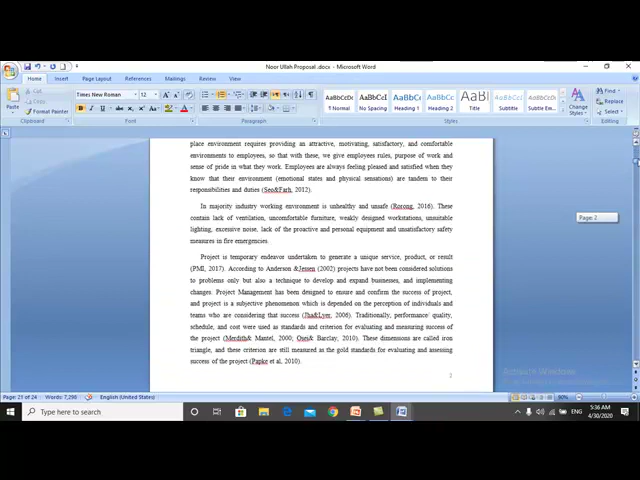 Noor Ullah Proposal .docx - Microsoft Word
Home Insert Page Layout References Mailings Review View
Paste Cut Copy Format Painter Clipboard
Times New Roman 12 Font
Paragraph
AaBbCcDc ¶ Normal AaBbCc No Spacing AaBbCc Heading 1 AaBbCc Heading 2 AaB Title AaBbCc. Subtitle AaBbCcDc Subtle Em... Change Styles Styles
Find Replace Select Editing
place environment requires providing an attractive, motivating, satisfactory, and comfortable
environments to employees, so that with these, we give employees rules, purpose of work and
sense of pride in what they work. Employees are always feeling pleased and satisfied when they
know that their environment (emotional states and physical sensations) are tandem to their
responsibilities and duties (Seo&Farh, 2012).
In majority industry working environment is unhealthy and unsafe (Rorong, 2016). These
contain lack of ventilation, uncomfortable furniture, weakly designed workstations, unsuitable
lighting, excessive noise, lack of the proactive and personal equipment and unsatisfactory safety
measures in fire emergencies.
Project is temporary endeavor undertaken to generate a unique service, product, or result
(PMI, 2017). According to Anderson &Jessen (2002) projects have not been considered solutions
to problems only but also a technique to develop and expand businesses, and implementing
changes. Project Management has been designed to ensure and confirm the success of project,
and project is a subjective phenomenon which is depended on the perception of individuals and
teams who are considering that success (Jha&Lyer, 2006). Traditionally, performance/ quality,
schedule, and cost were used as standards and criterion for evaluating and measuring success of
the project (Merdith& Mantel, 2000; Osei& Barclay, 2010). These dimensions are called iron
triangle, and these criterion are still measured as the gold standards for evaluating and assessing
success of the project (Papke et al, 2010).
2
Page 2
Activate Windows
Page: 21 of 24 Words: 7,298 English (United States) 90%
Type here to search
ENG 5:36 AM 4/30/2020